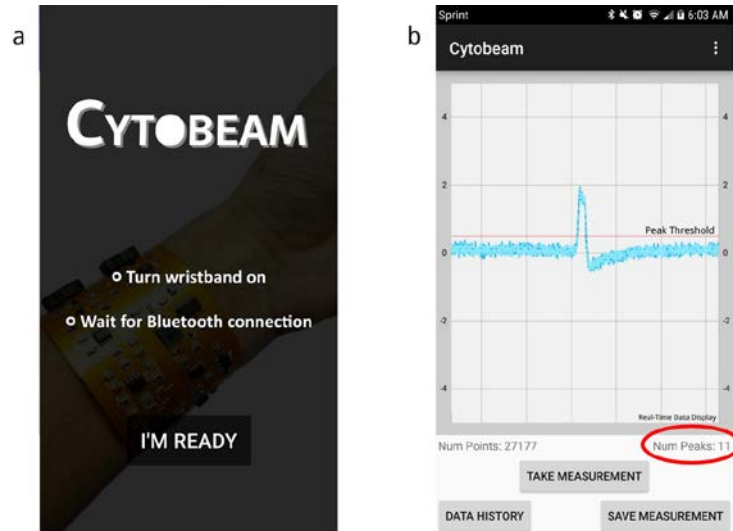 a
CYTOBEAM
Turn wristband on
Wait for Bluetooth connection
I'M READY
b
Sprint 6:03 AM
Cytobeam
4 4
2 2
Peak Threshold
0 0
-2 -2
-4 -4
Real-Time Data Display
Num Points: 27177 Num Peaks: 11
TAKE MEASUREMENT
DATA HISTORY SAVE MEASUREMENT